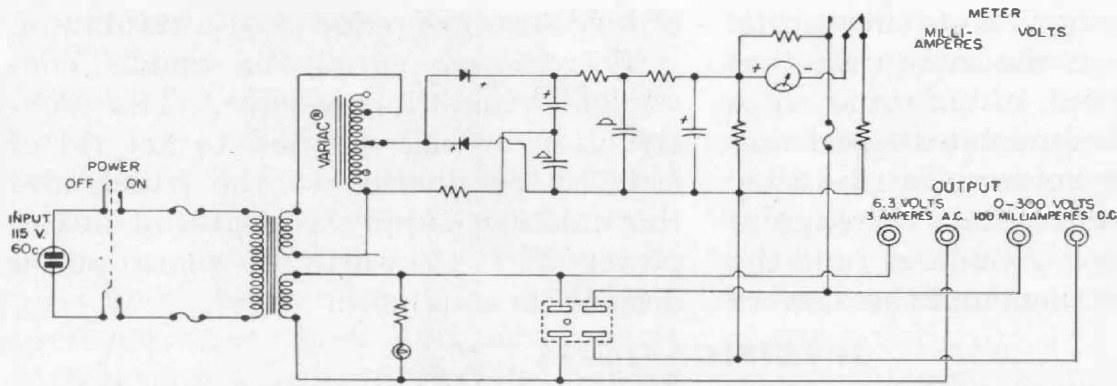 METER
MILLI-
AMPERES
VOLTS
VARIAC®
POWER
OFF
ON
INPUT
115 V.
60c
OUTPUT
6.3 VOLTS
AMPERES A.C.
0-300 VOLTS
100 MILLIAMPERES D.C.